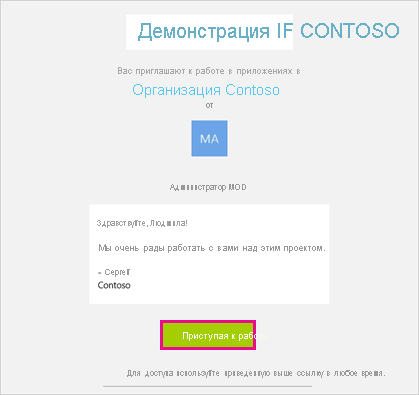 Демонстрация IF CONTOSO
Вас приглашают к работе в приложениях в
Организация Contoso
от
MA
Администратор MOD
Здравствуйте, Людмила!
Мы очень рады работать с вами над этим проектом.
- Сергей
Contoso
Приступая к рабо
Для доступа используйте приведенную выше ссылку в любое время.